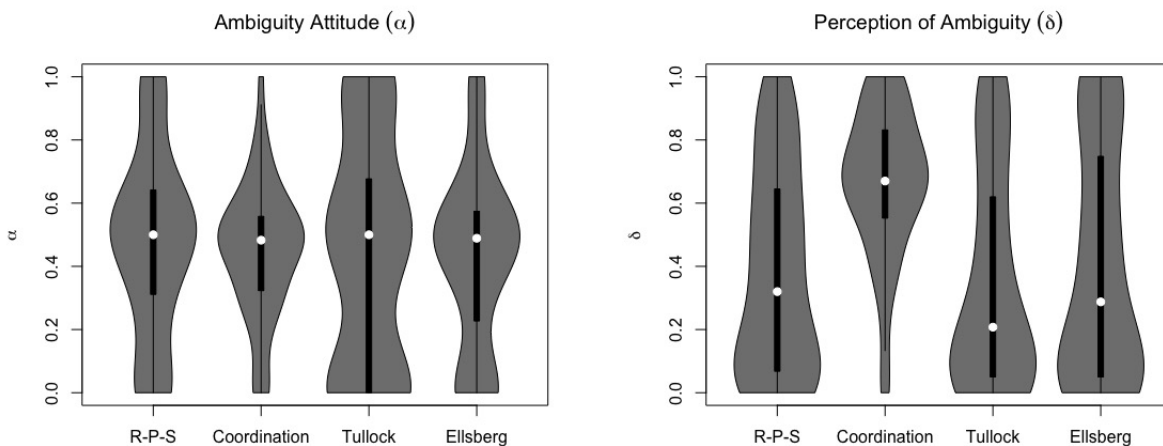 Ambiguity Attitude (α)
α
1.0
0.8
0.6
0.4
0.2
0.0
R-P-S Coordination Tullock Ellsberg
Perception of Ambiguity (δ)
δ
1.0
0.8
0.6
0.4
0.2
0.0
R-P-S Coordination Tullock Ellsberg